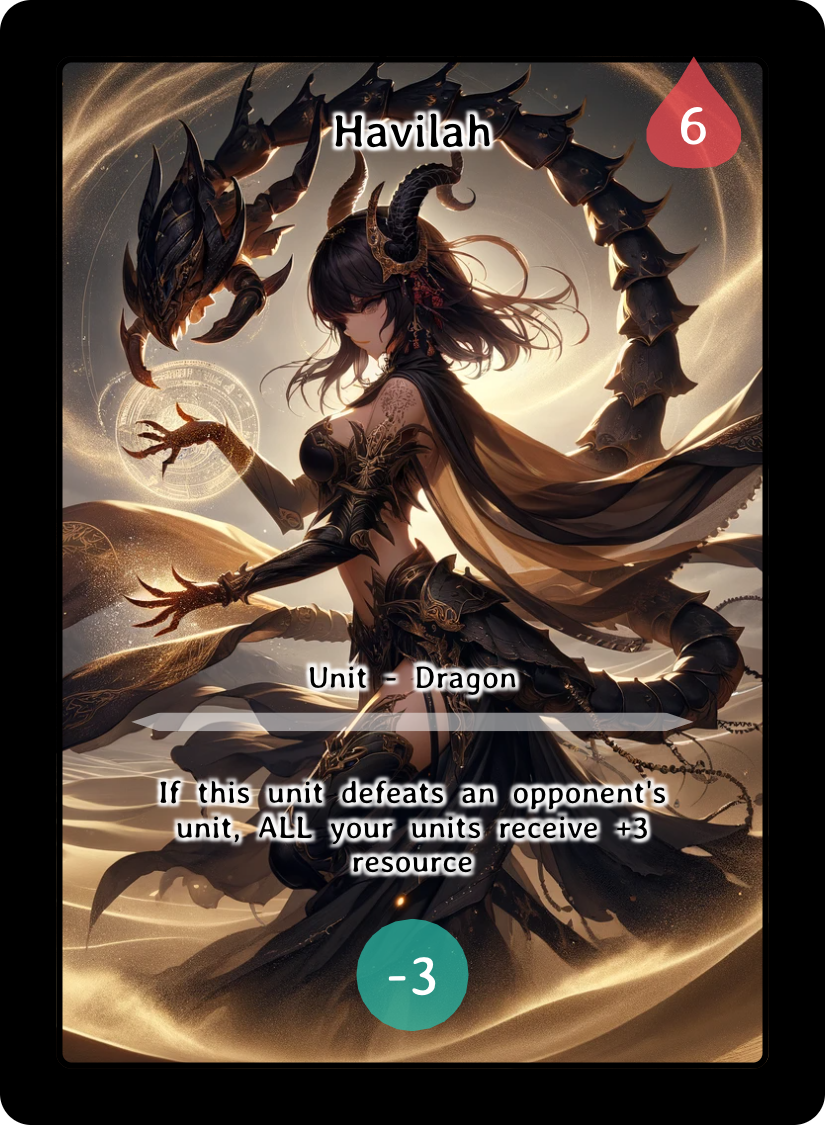 Havilah
6
Unit - Dragon
If this unit defeats an opponent's
unit, ALL your units receive +3
resource
-3